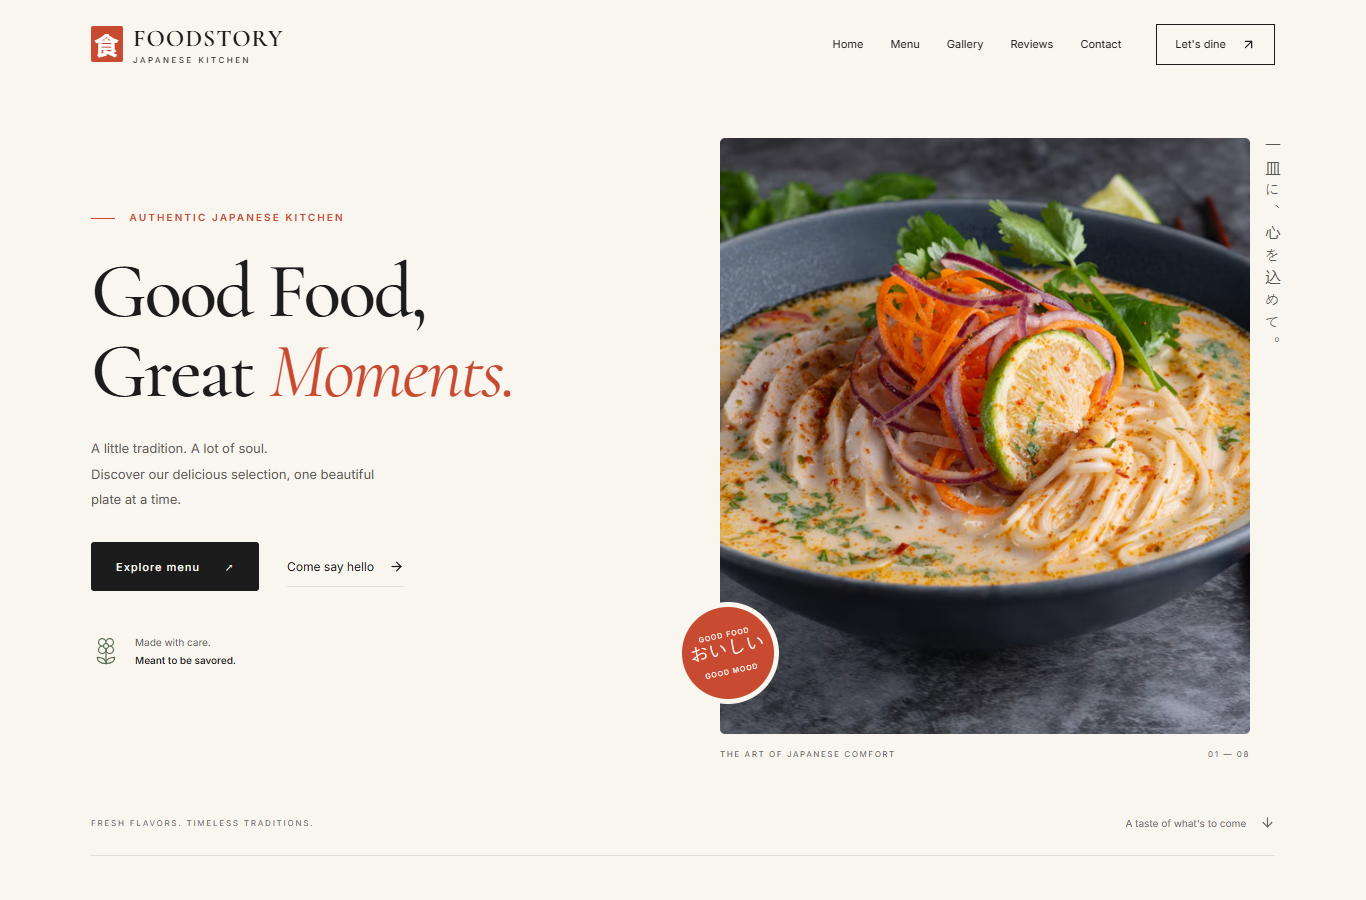 食
FOODSTORY
JAPANESE KITCHEN
Home
Menu
Gallery
Reviews
Contact
Let's dine
AUTHENTIC JAPANESE KITCHEN
Good Food,
Great Moments.
A little tradition. A lot of soul.
Discover our delicious selection, one beautiful
plate at a time.
Explore menu
Come say hello
Made with care.
Meant to be savored.
一皿に、心を込めて。
GOOD FOOD
おいしい
GOOD MOOD
THE ART OF JAPANESE COMFORT
01 — 08
FRESH FLAVORS. TIMELESS TRADITIONS.
A taste of what's to come